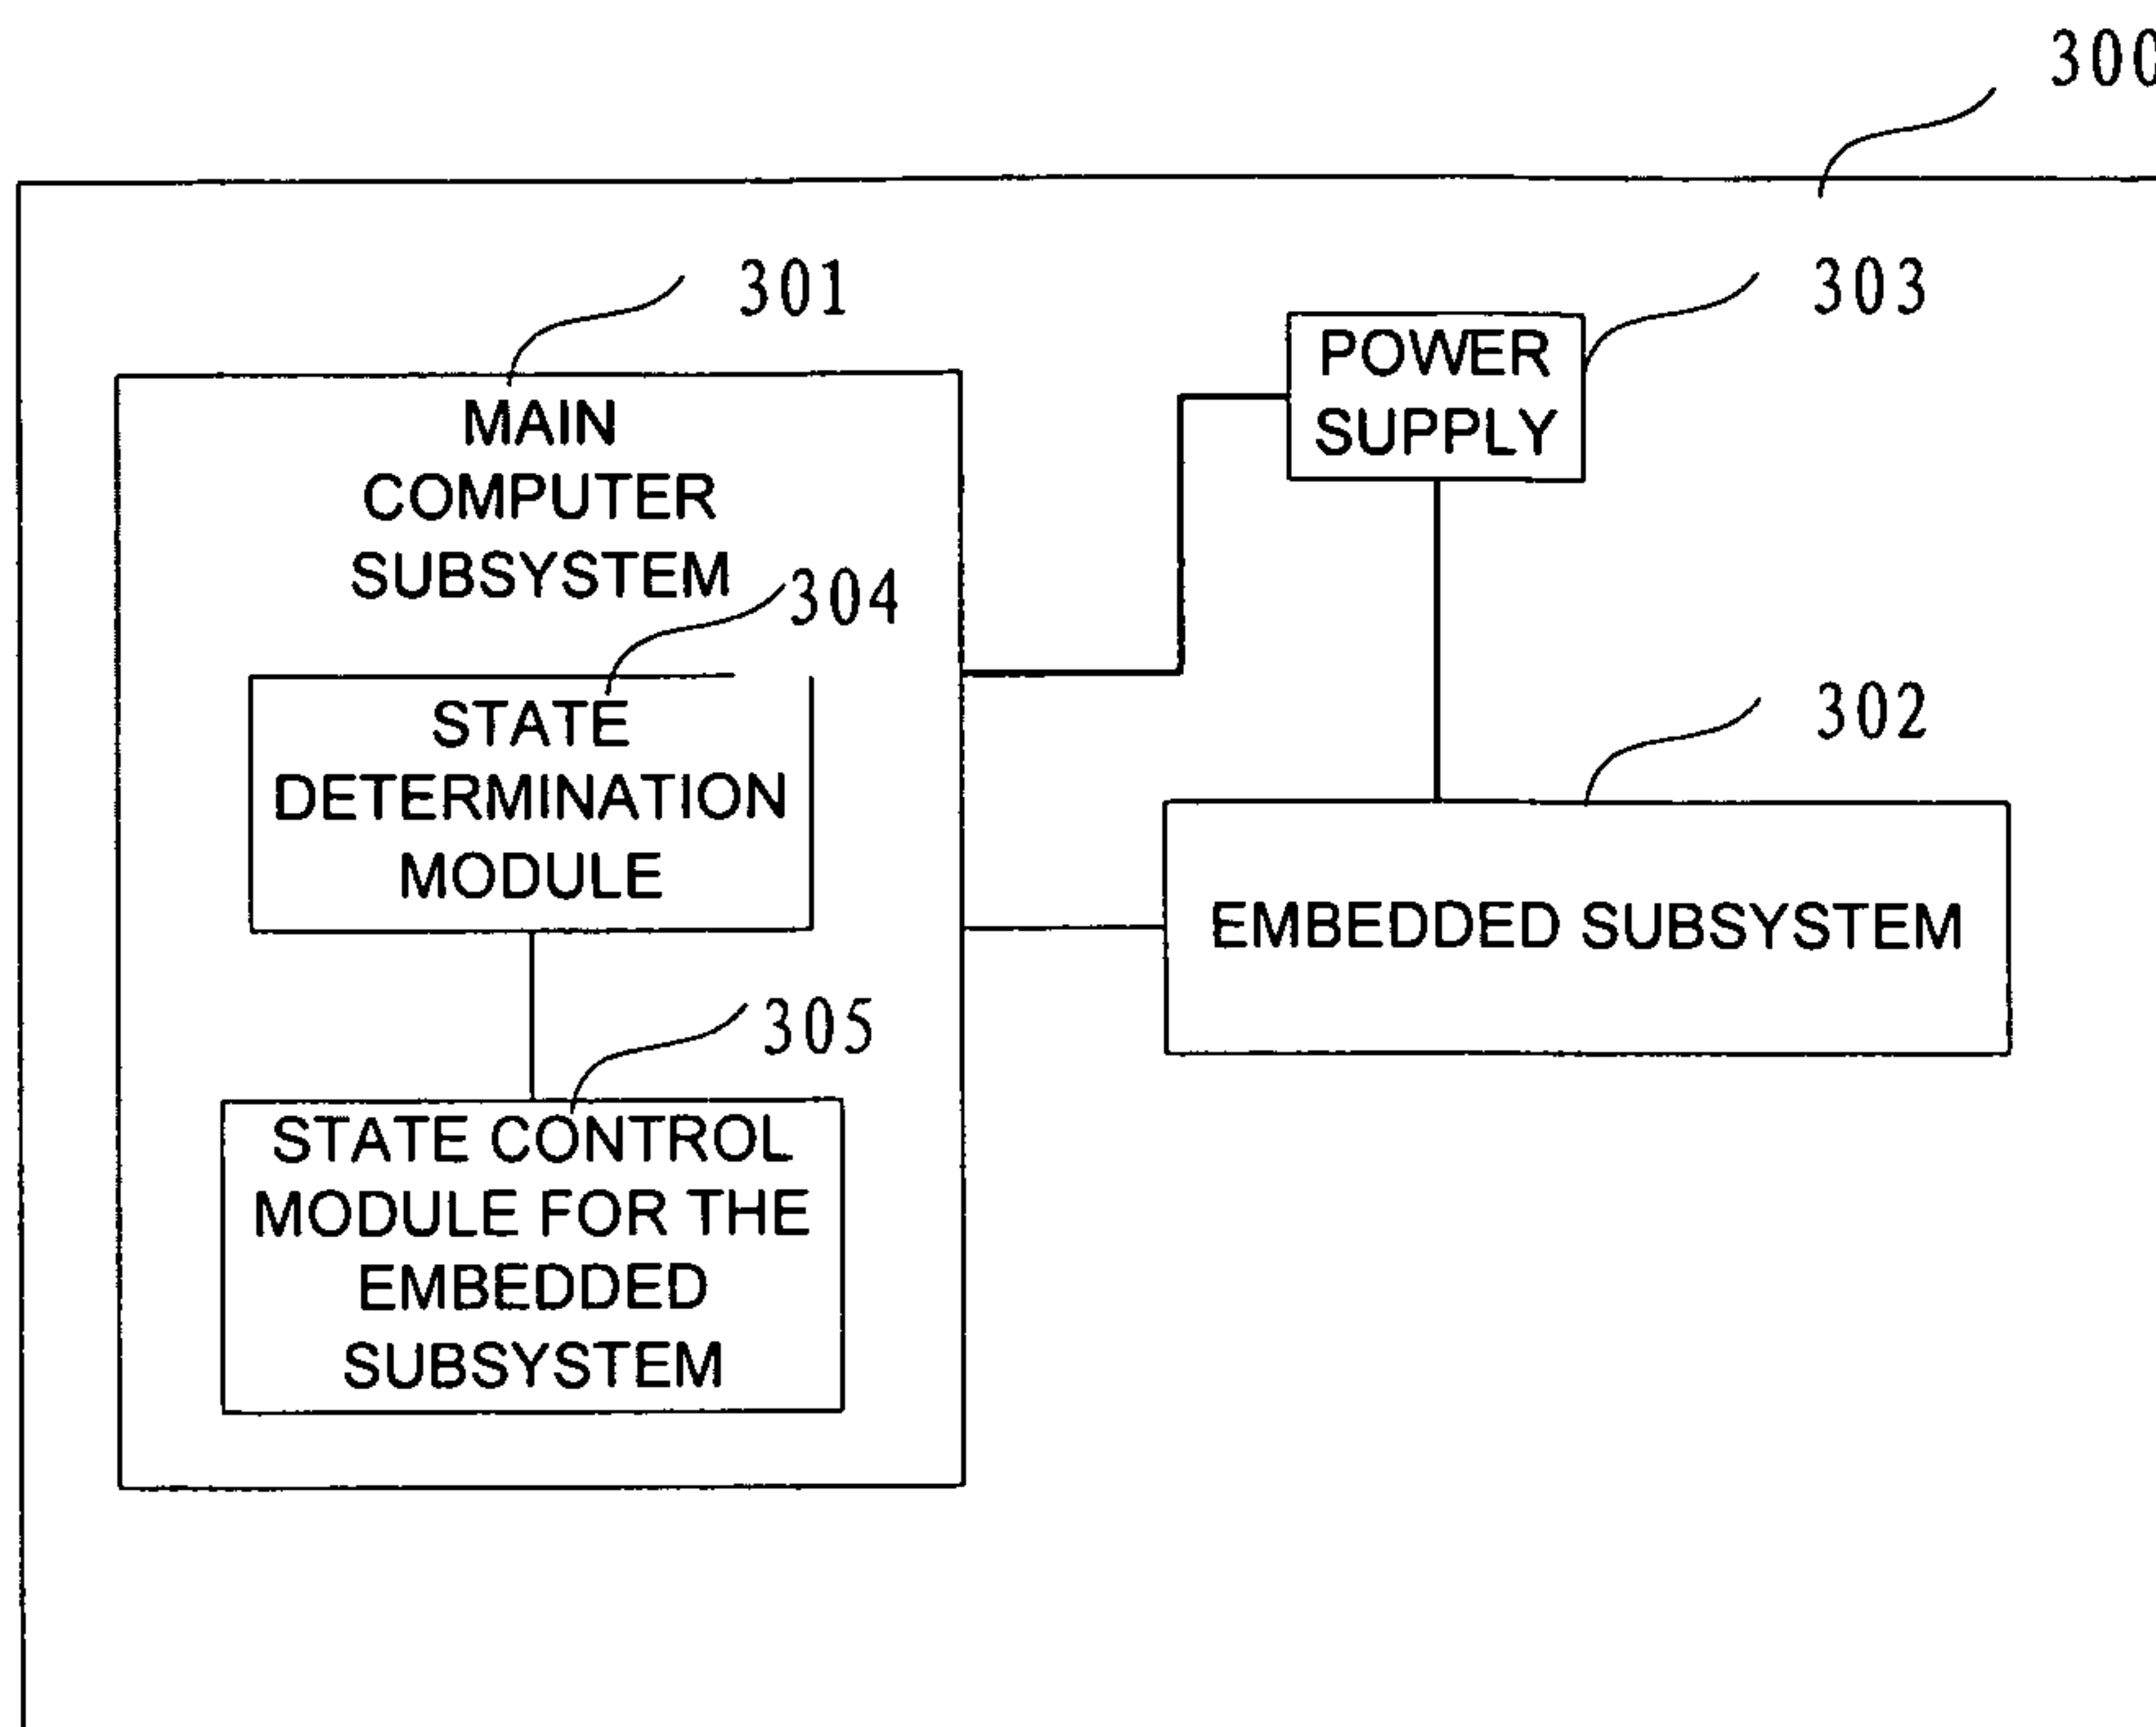 300
301
303
POWER
SUPPLY
MAIN
COMPUTER
SUBSYSTEM
304
STATE
DETERMINATION
MODULE
302
EMBEDDED SUBSYSTEM
305
STATE CONTROL
MODULE FOR THE
EMBEDDED
SUBSYSTEM